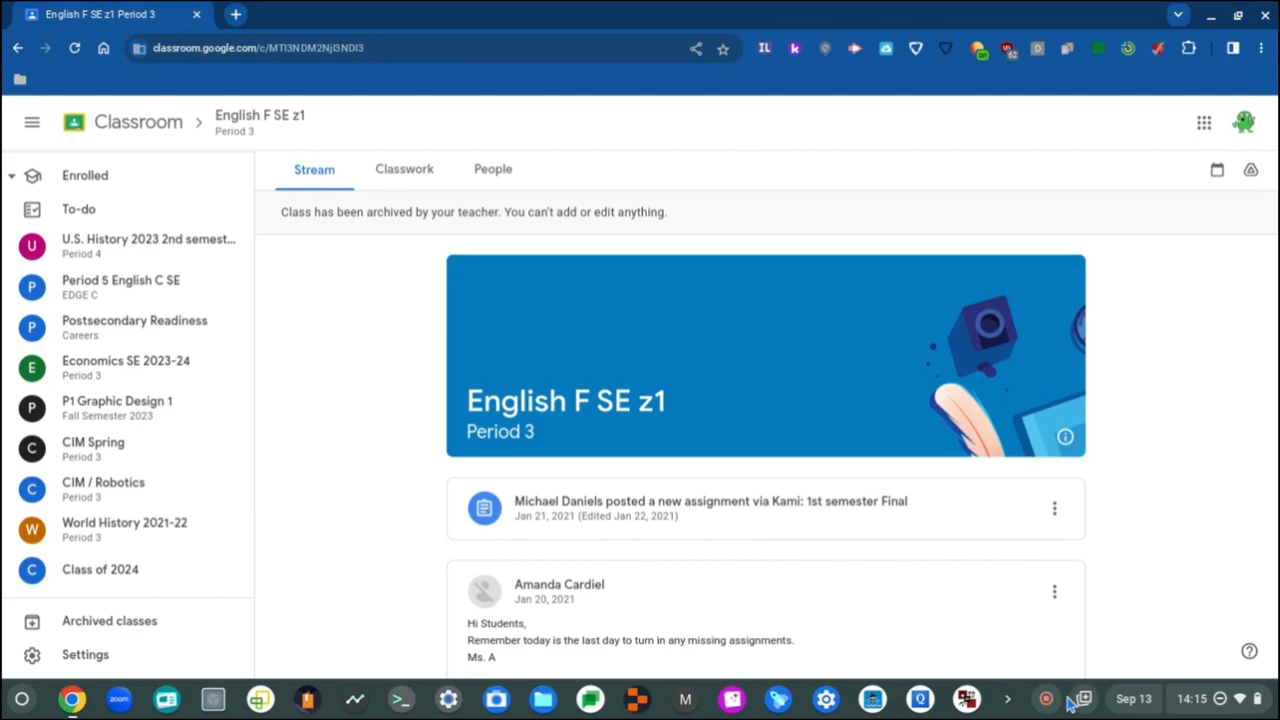 English F SE z1 Period 3
classroom.google.com/c/MTI3NDM2NjI3NDI3
Classroom
English F SE z1
Period 3
Enrolled
To-do
U
U.S. History 2023 2nd semest...
Period 4
P
Period 5 English C SE
EDGE C
P
Postsecondary Readiness
Careers
E
Economics SE 2023-24
Period 3
P
P1 Graphic Design 1
Fall Semester 2023
C
CIM Spring
Period 3
C
CIM / Robotics
Period 3
W
World History 2021-22
Period 3
C
Class of 2024
Archived classes
Settings
Stream Classwork People
Class has been archived by your teacher. You can't add or edit anything.
English F SE z1
Period 3
Michael Daniels posted a new assignment via Kami: 1st semester Final
Jan 21, 2021 (Edited Jan 22, 2021)
Amanda Cardiel
Jan 20, 2021
Hi Students,
Remember today is the last day to turn in any missing assignments.
Ms. A
zoom
M
Q
Sep 13
14:15